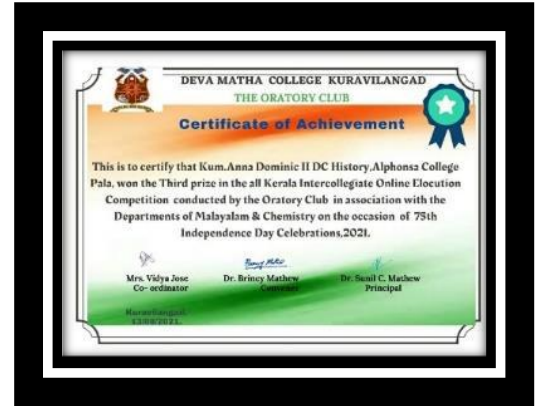 DEVA MATHA COLLEGE KURAVILANGAD
THE ORATORY CLUB
Certificate of Achievement
This is to certify that Kum.Anna Dominic II DC History,Alphonsa College
Pala, won the Third prize in the all Kerala Intercollegiate Online Elocution
Competition conducted by the Oratory Club in association with the
Departments of Malayalam & Chemistry on the occasion of 75th
Independence Day Celebrations,2021.
Mrs. Vidya Jose
Dr. Brincy Mathew
Dr. Sunil C. Mathew
Co- ordinator
Convener
Principal
Kuravilangad
13/08/2021.